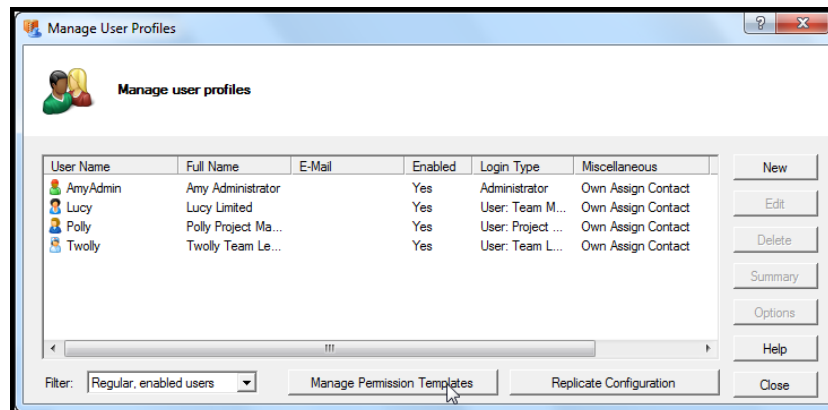 Manage User Profiles
Manage user profiles
User Name Full Name E-Mail Enabled Login Type Miscellaneous
AmyAdmin Amy Administrator Yes Administrator Own Assign Contact
Lucy Lucy Limited Yes User: Team M... Own Assign Contact
Polly Polly Project Ma... Yes User: Project ... Own Assign Contact
Twolly Twolly Team Le... Yes User: Team L... Own Assign Contact
New
Edit
Delete
Summary
Options
Help
Filter: Regular, enabled users Manage Permission Templates Replicate Configuration Close